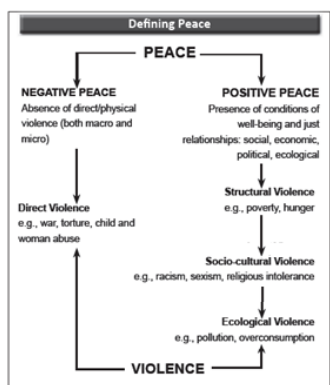 Defining Peace
PEACE
NEGATIVE PEACE
Absence of direct/physical
violence (both macro and
micro)
POSITIVE PEACE
Presence of conditions of
well-being and just
relationships: social, economic,
political, ecological
Structural Violence
e.g., poverty, hunger
Direct Violence
e.g., war, torture, child and
woman abuse
Socio-cultural Violence
e.g., racism, sexism, religious intolerance
Ecological Violence
e.g., pollution, overconsumption
VIOLENCE